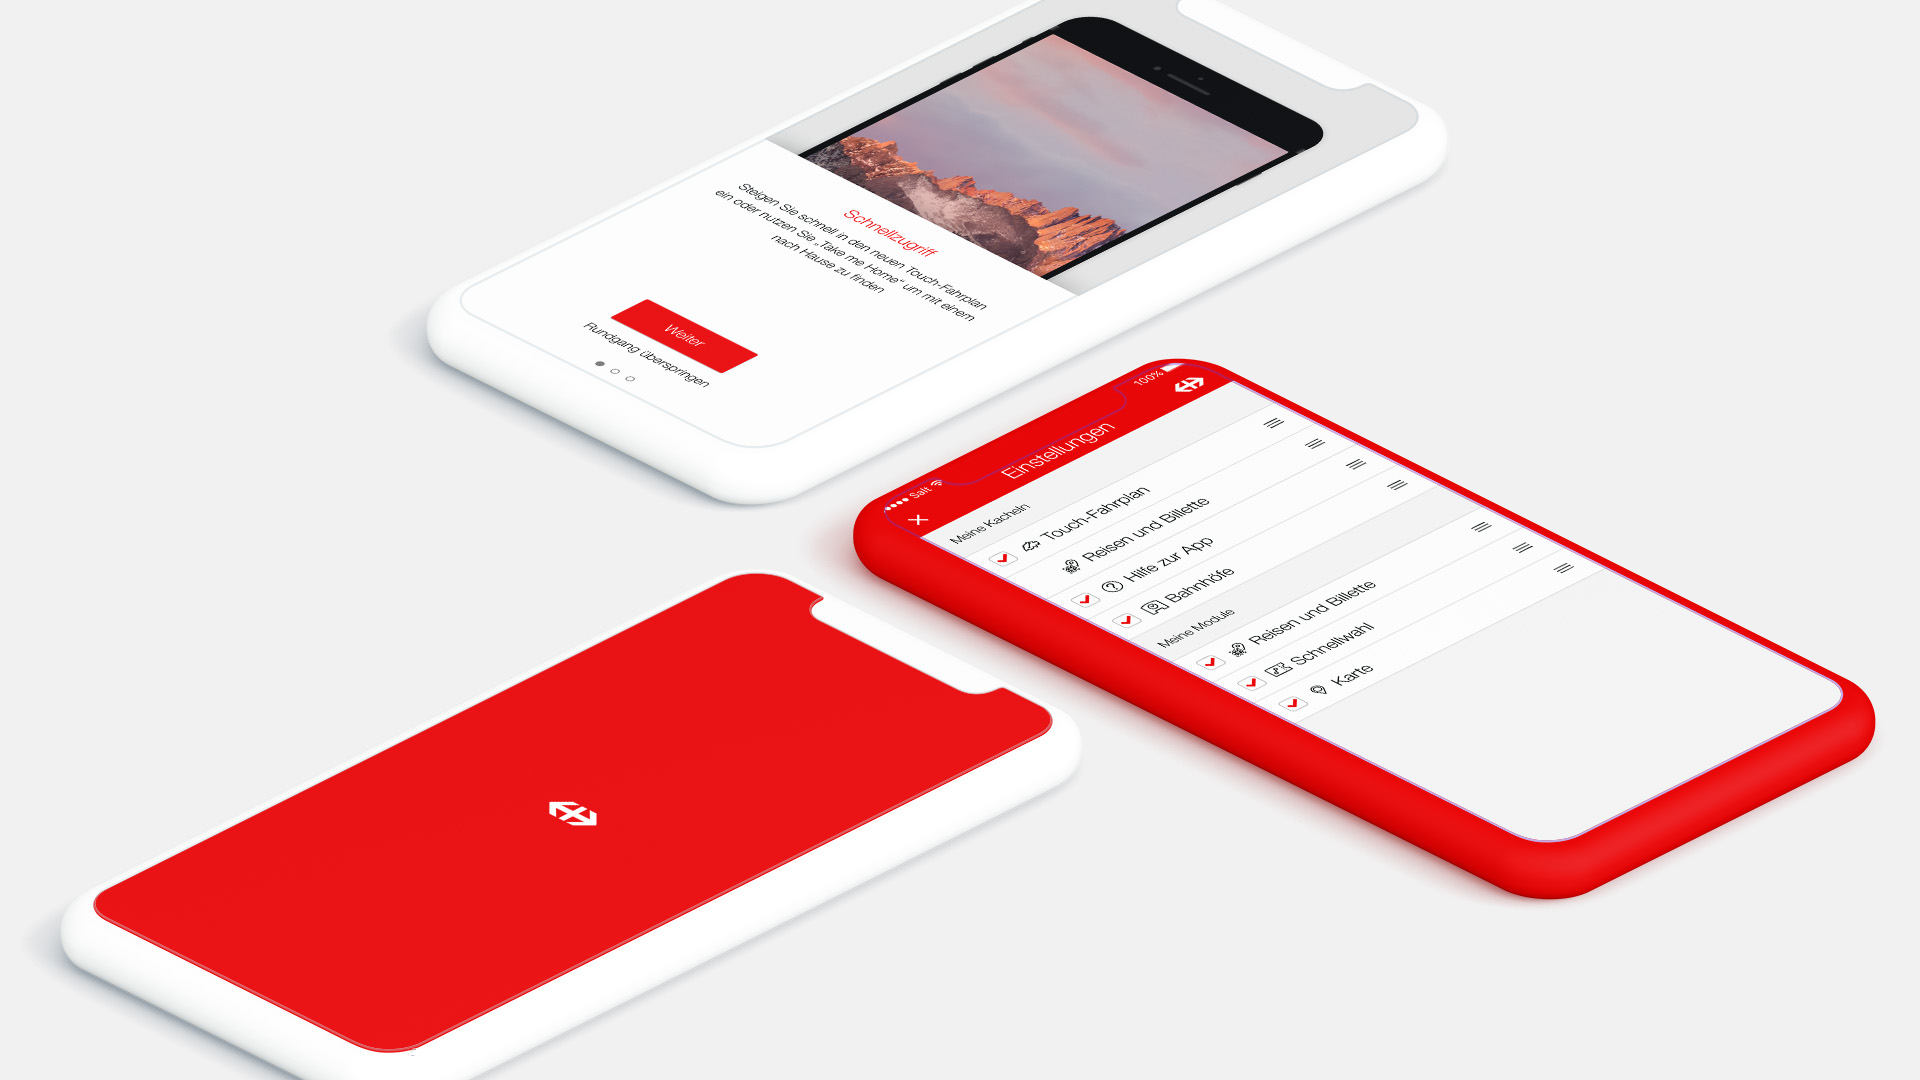 Schnellzugriff
Steigen Sie schnell in den neuen Touch-Fahrplan
ein oder nutzen Sie „Take me Home“ um mit einem
nach Hause zu finden
Weiter
Rundgang überspringen
Salt
100%
Einstellungen
Meine Kacheln
Touch-Fahrplan
Reisen und Billette
Hilfe zur App
Bahnhöfe
Meine Module
Reisen und Billette
Schnellwahl
Karte